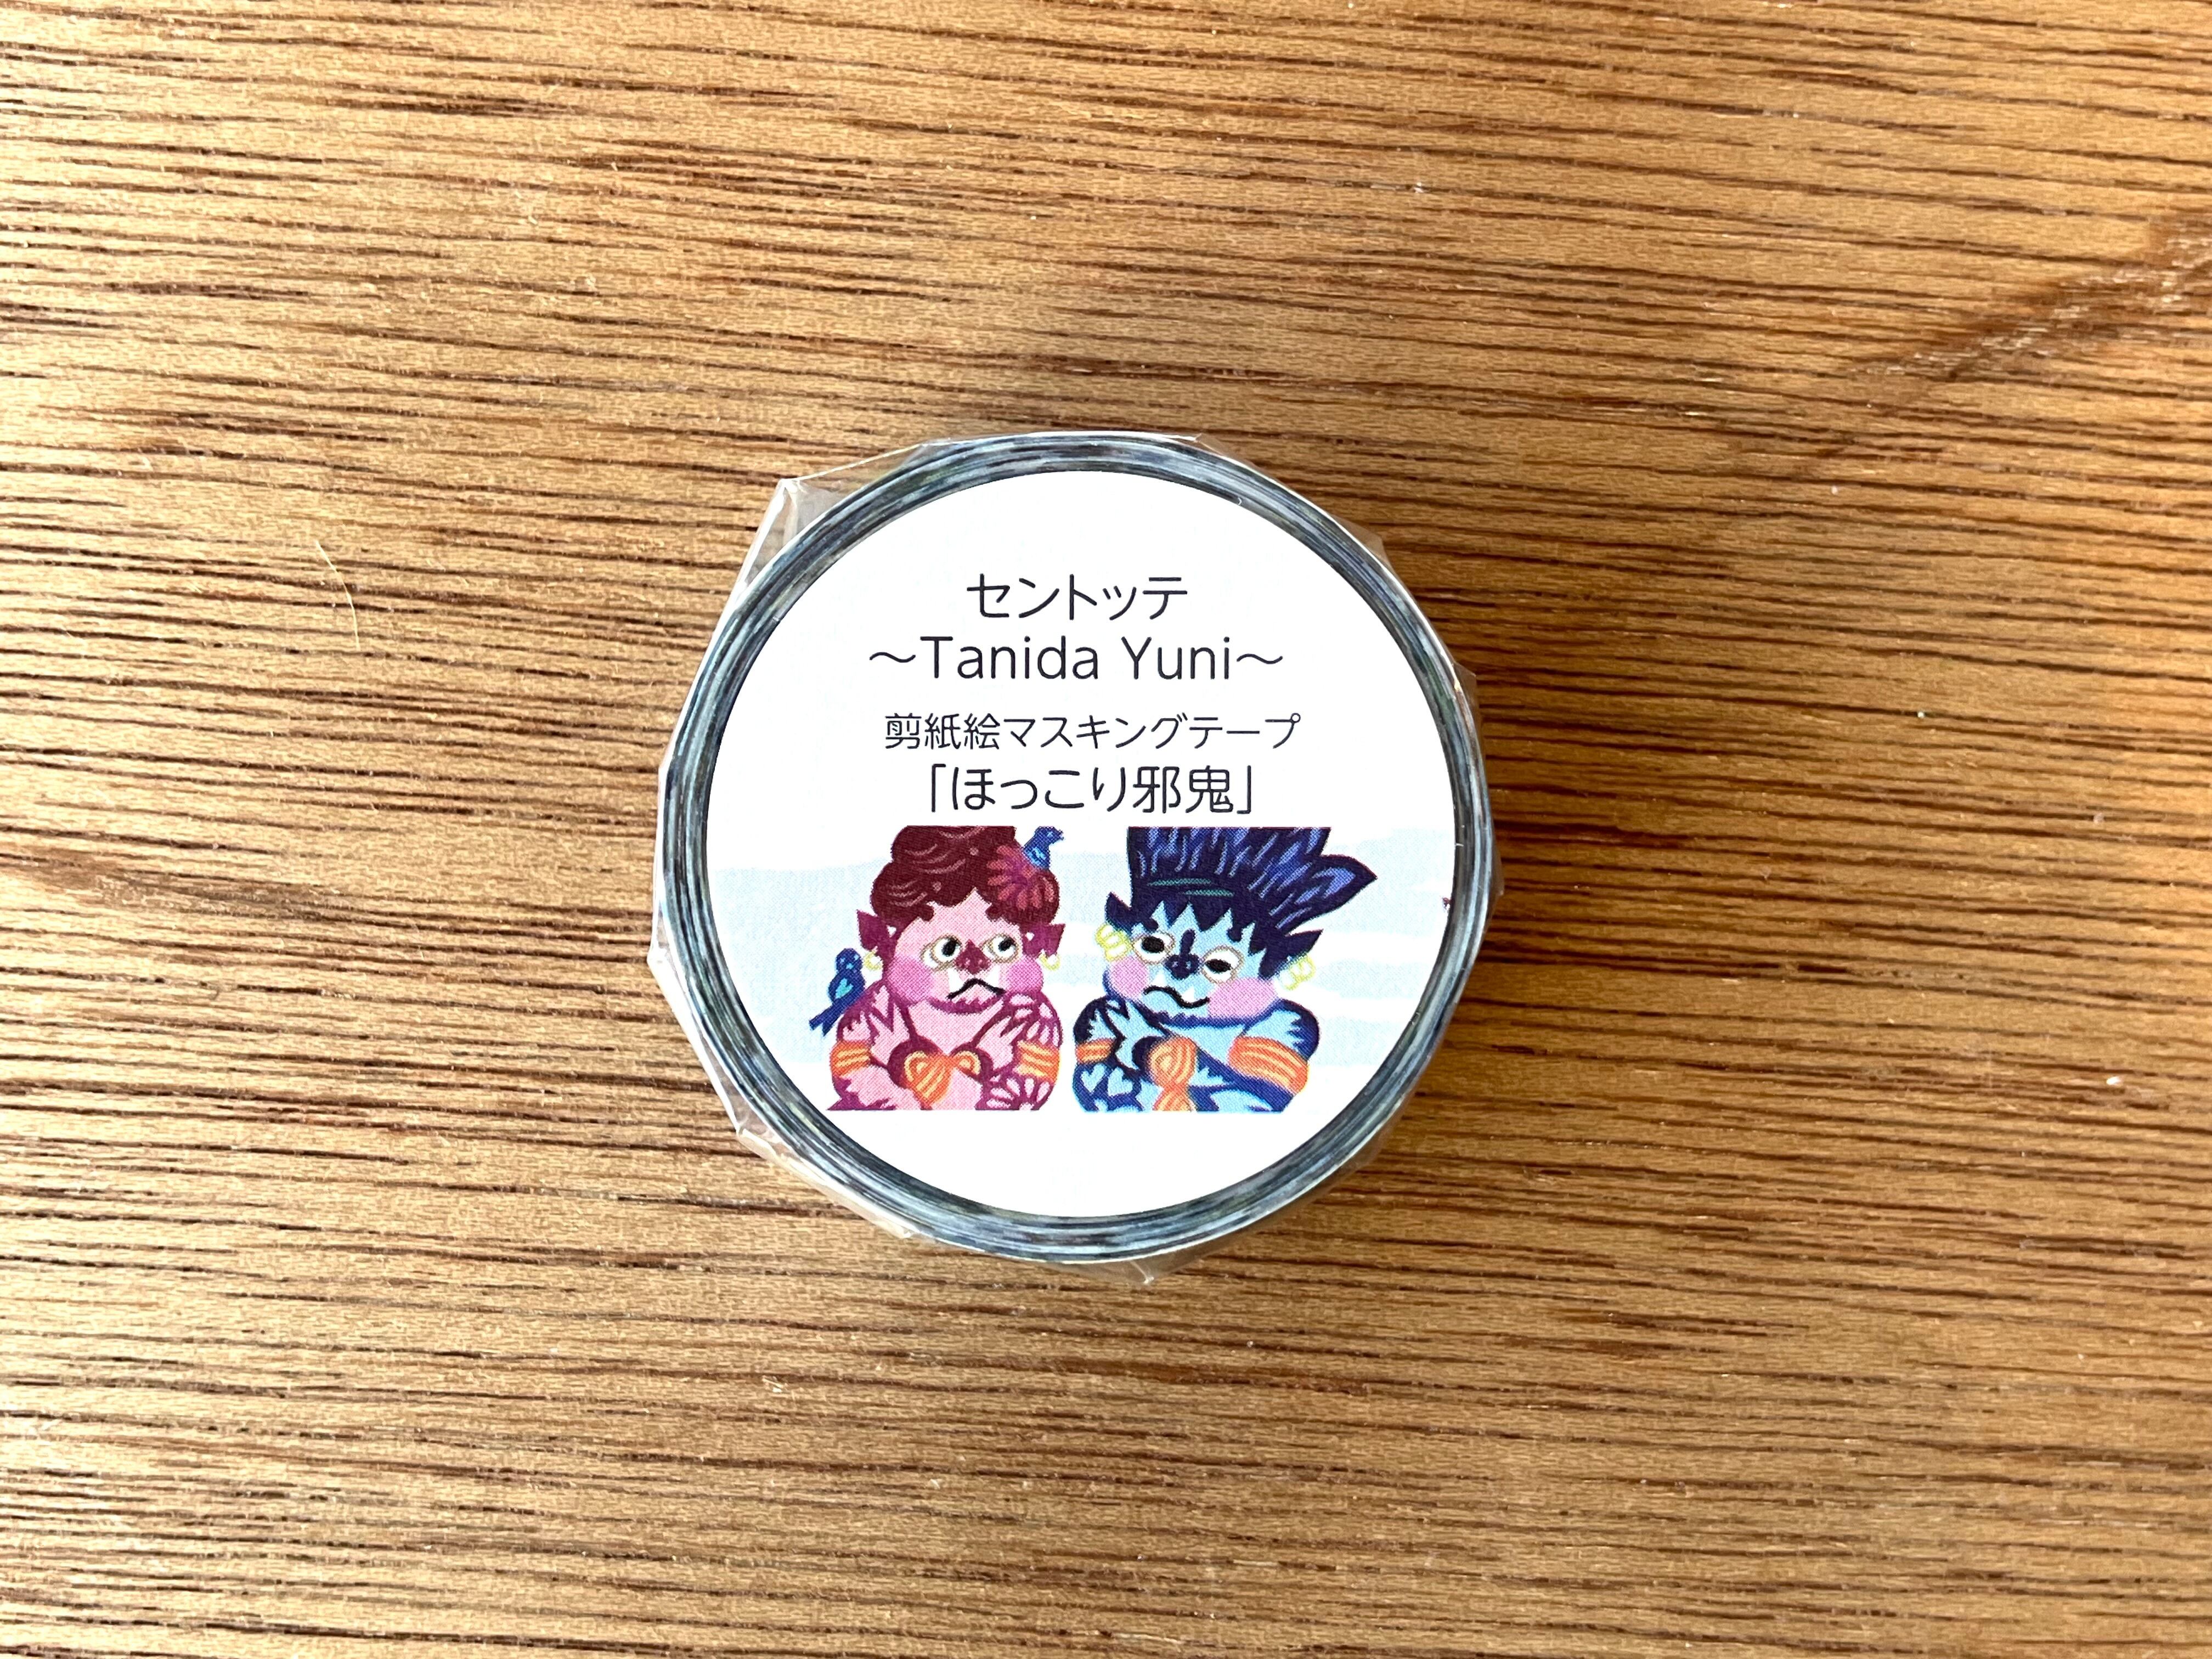 セントッテ
〜Tanida Yuni〜
剪紙絵マスキングテープ
「ほっこり邪鬼」